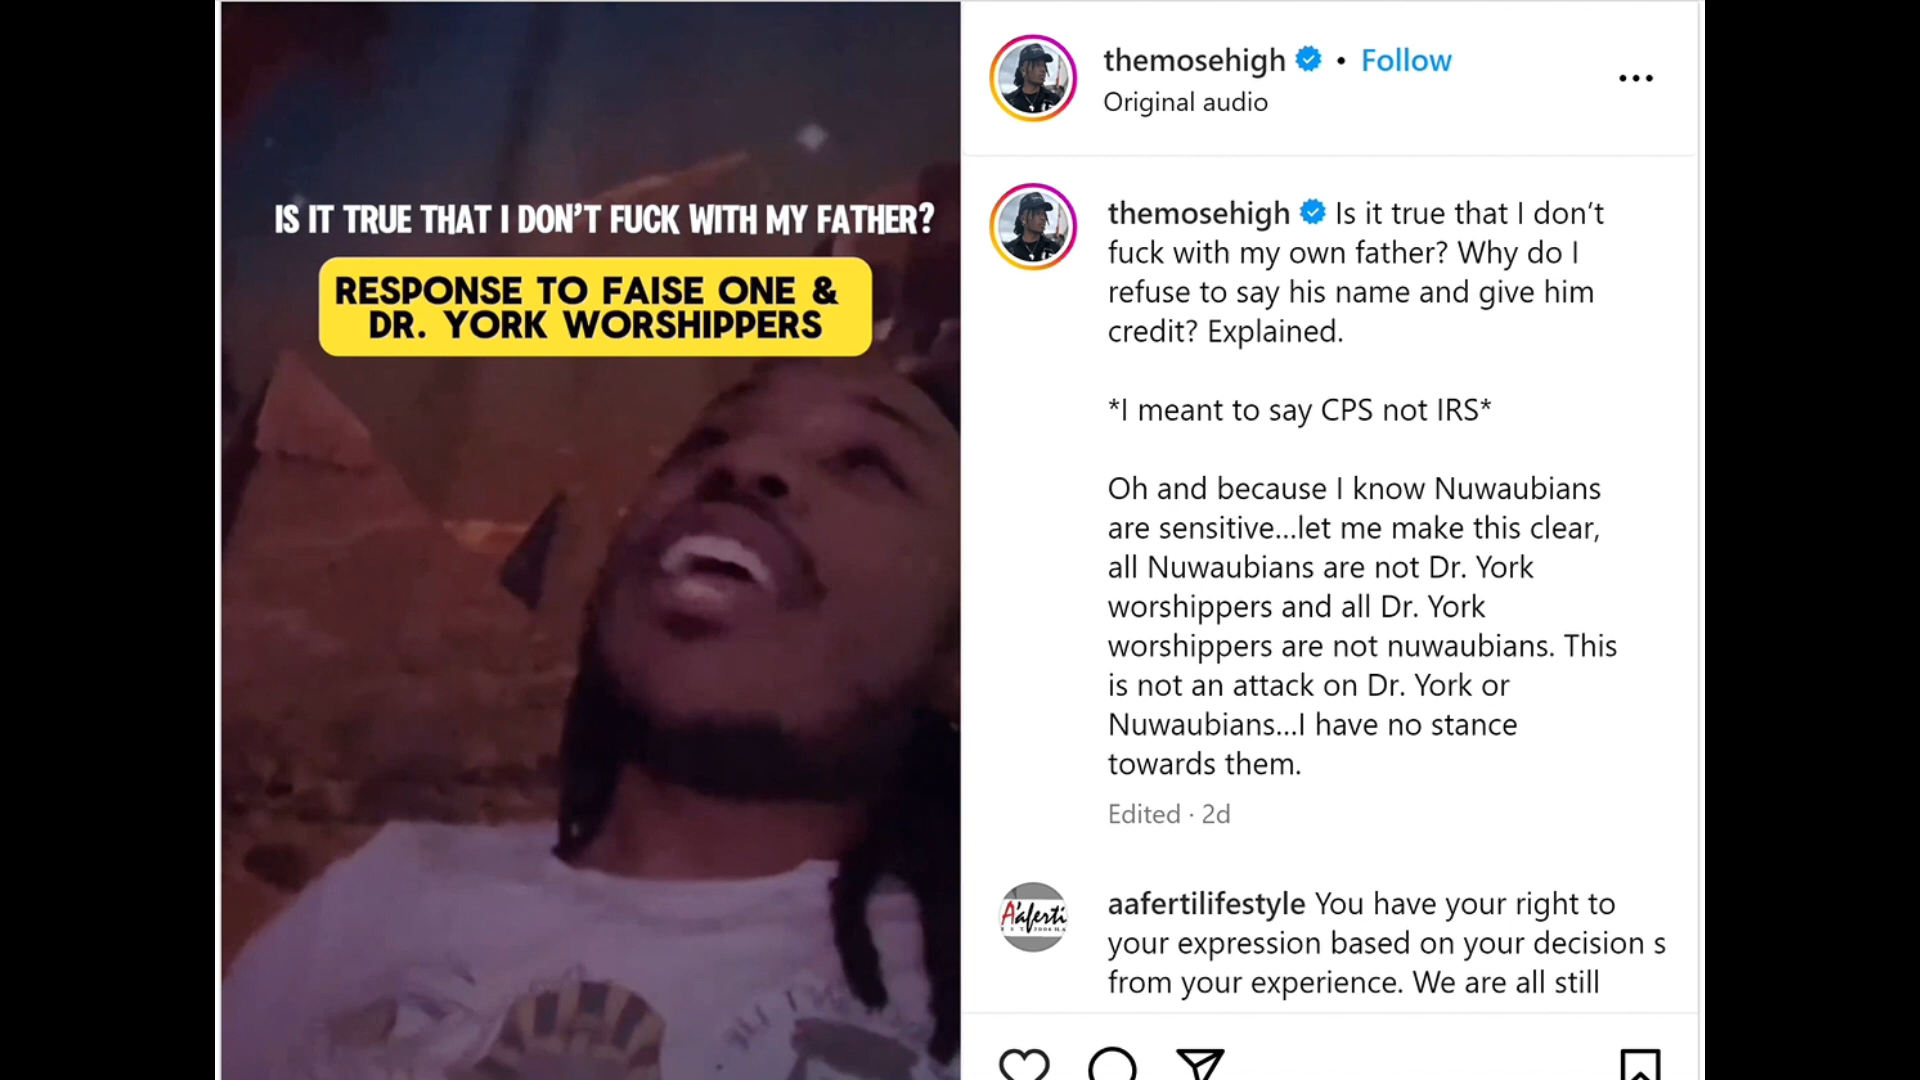 IS IT TRUE THAT I DON'T FUCK WITH MY FATHER?
RESPONSE TO FAISE ONE &
DR. YORK WORSHIPPERS
themosehigh • Follow
Original audio
themosehigh Is it true that I don't
fuck with my own father? Why do I
refuse to say his name and give him
credit? Explained.
*I meant to say CPS not IRS*
Oh and because I know Nuwaubians
are sensitive...let me make this clear,
all Nuwaubians are not Dr. York
worshippers and all Dr. York
worshippers are not nuwaubians. This
is not an attack on Dr. York or
Nuwaubians...I have no stance
towards them.
Edited · 2d
A'aferti
aafertilifestyle You have your right to
your expression based on your decision s
from your experience. We are all still